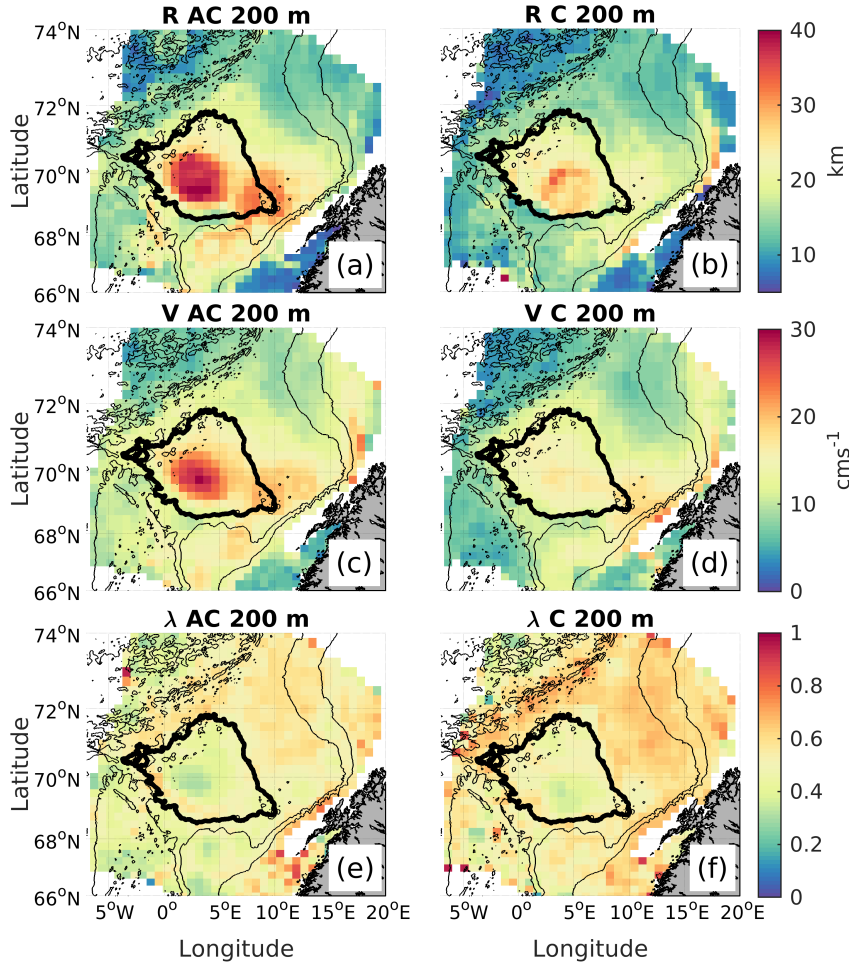 R AC 200 m
R C 200 m
74°N
72°N
70°N
68°N
66°N
Latitude
(a)
(b)
40
30
20
10
km
V AC 200 m
V C 200 m
74°N
72°N
70°N
68°N
66°N
Latitude
(c)
(d)
30
20
10
0
cms⁻¹
λ AC 200 m
λ C 200 m
74°N
72°N
70°N
68°N
66°N
Latitude
(e)
(f)
1
0.8
0.6
0.4
0.2
0
5°W 0° 5°E 10°E 15°E 20°E
5°W 0° 5°E 10°E 15°E 20°E
Longitude
Longitude